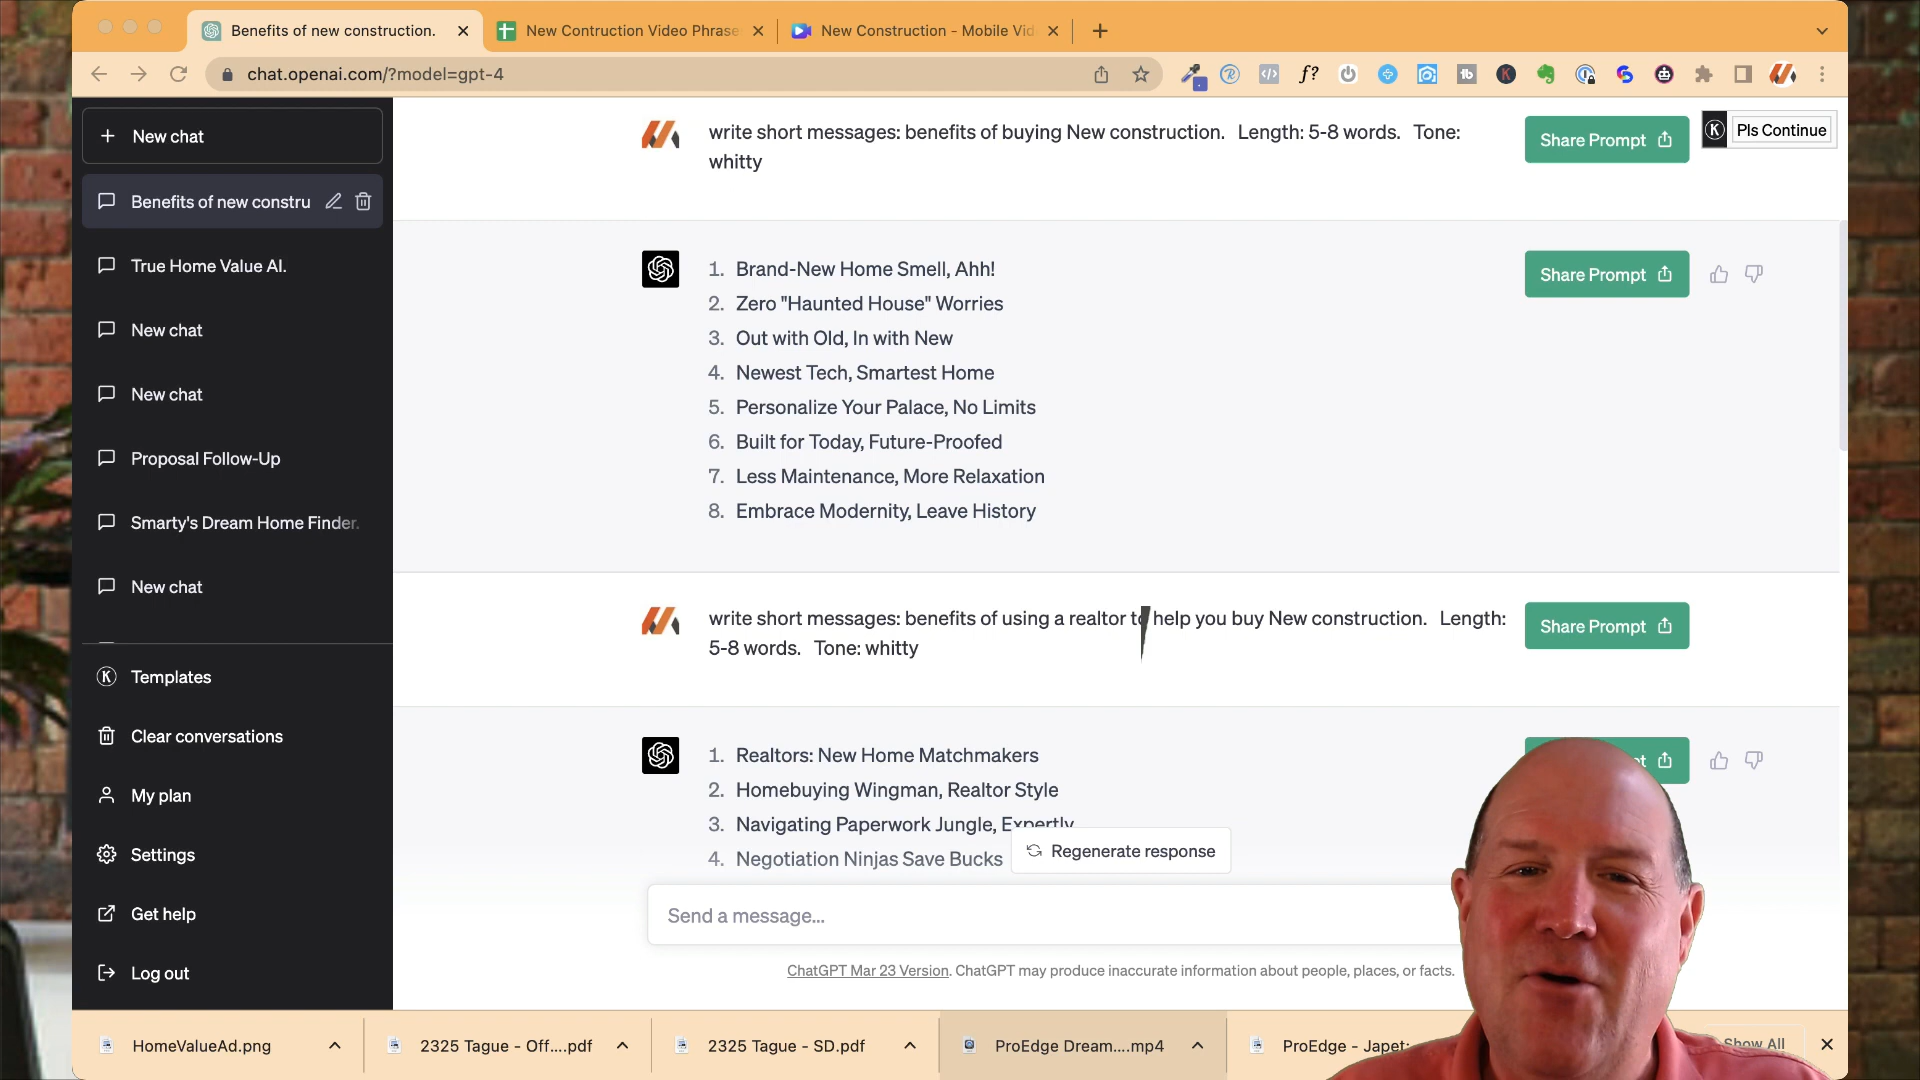 Benefits of new construction.
New Contruction Video Phrase
New Construction - Mobile Vid
chat.openai.com/?model=gpt-4
f?
New chat
Benefits of new constru
True Home Value AI.
New chat
New chat
Proposal Follow-Up
Smarty's Dream Home Finder.
New chat
Templates
Clear conversations
My plan
Settings
Get help
Log out
write short messages: benefits of buying New construction. Length: 5-8 words. Tone:
whitty
Share Prompt
Pls Continue
1. Brand-New Home Smell, Ahh!
2. Zero "Haunted House" Worries
3. Out with Old, In with New
4. Newest Tech, Smartest Home
5. Personalize Your Palace, No Limits
6. Built for Today, Future-Proofed
7. Less Maintenance, More Relaxation
8. Embrace Modernity, Leave History
Share Prompt
write short messages: benefits of using a realtor to help you buy New construction. Length:
5-8 words. Tone: whitty
Share Prompt
1. Realtors: New Home Matchmakers
2. Homebuying Wingman, Realtor Style
3. Navigating Paperwork Jungle, Expertly
4. Negotiation Ninjas Save Bucks
Regenerate response
Send a message...
ChatGPT Mar 23 Version. ChatGPT may produce inaccurate information about people, places, or facts.
HomeValueAd.png
2325 Tague - Off....pdf
2325 Tague - SD.pdf
ProEdge Dream....mp4
ProEdge - Japet:
Show All